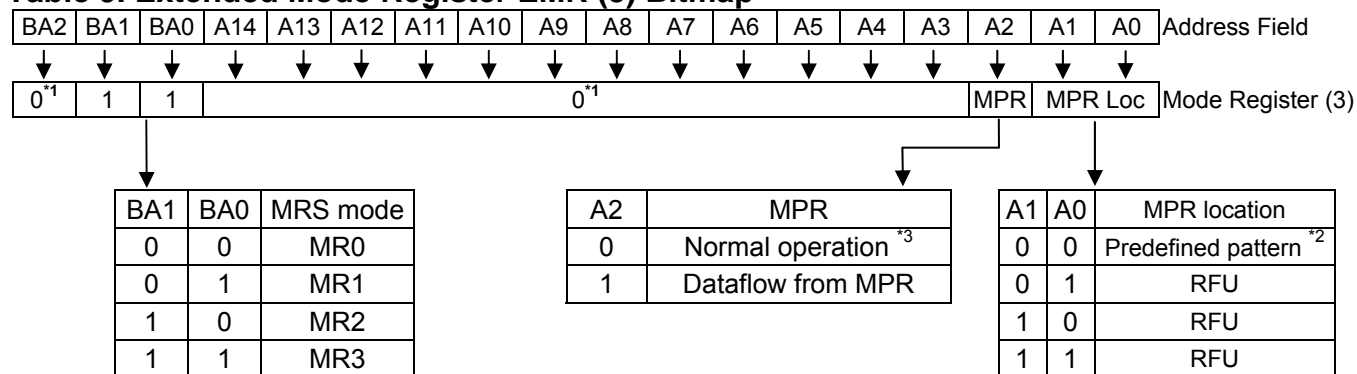 Table 8. Extended Mode Register EMR (3) Bitmap
BA2 BA1 BA0 A14 A13 A12 A11 A10 A9 A8 A7 A6 A5 A4 A3 A2 A1 A0 Address Field
0*1 1 1 0*1 MPR MPR Loc Mode Register (3)
BA1 BA0 MRS mode
0 0 MR0
0 1 MR1
1 0 MR2
1 1 MR3
A2 MPR
0 Normal operation *3
1 Dataflow from MPR
A1 A0 MPR location
0 0 Predefined pattern *2
0 1 RFU
1 0 RFU
1 1 RFU